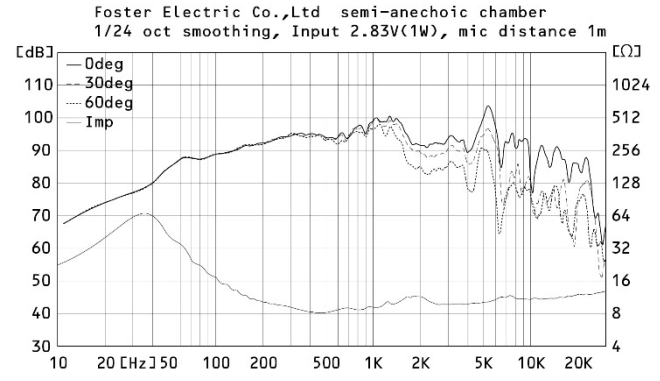 Foster Electric Co.,Ltd semi-anechoic chamber
1/24 oct smoothing, Input 2.83V(1W), mic distance 1m
[dB] [Ω]
110 0deg 1024
30deg
100 60deg 512
Imp
90 256
80 128
70 64
60 32
50 16
40 8
30 4
10 20 [Hz] 50 100 200 500 1K 2K 5K 10K 20K